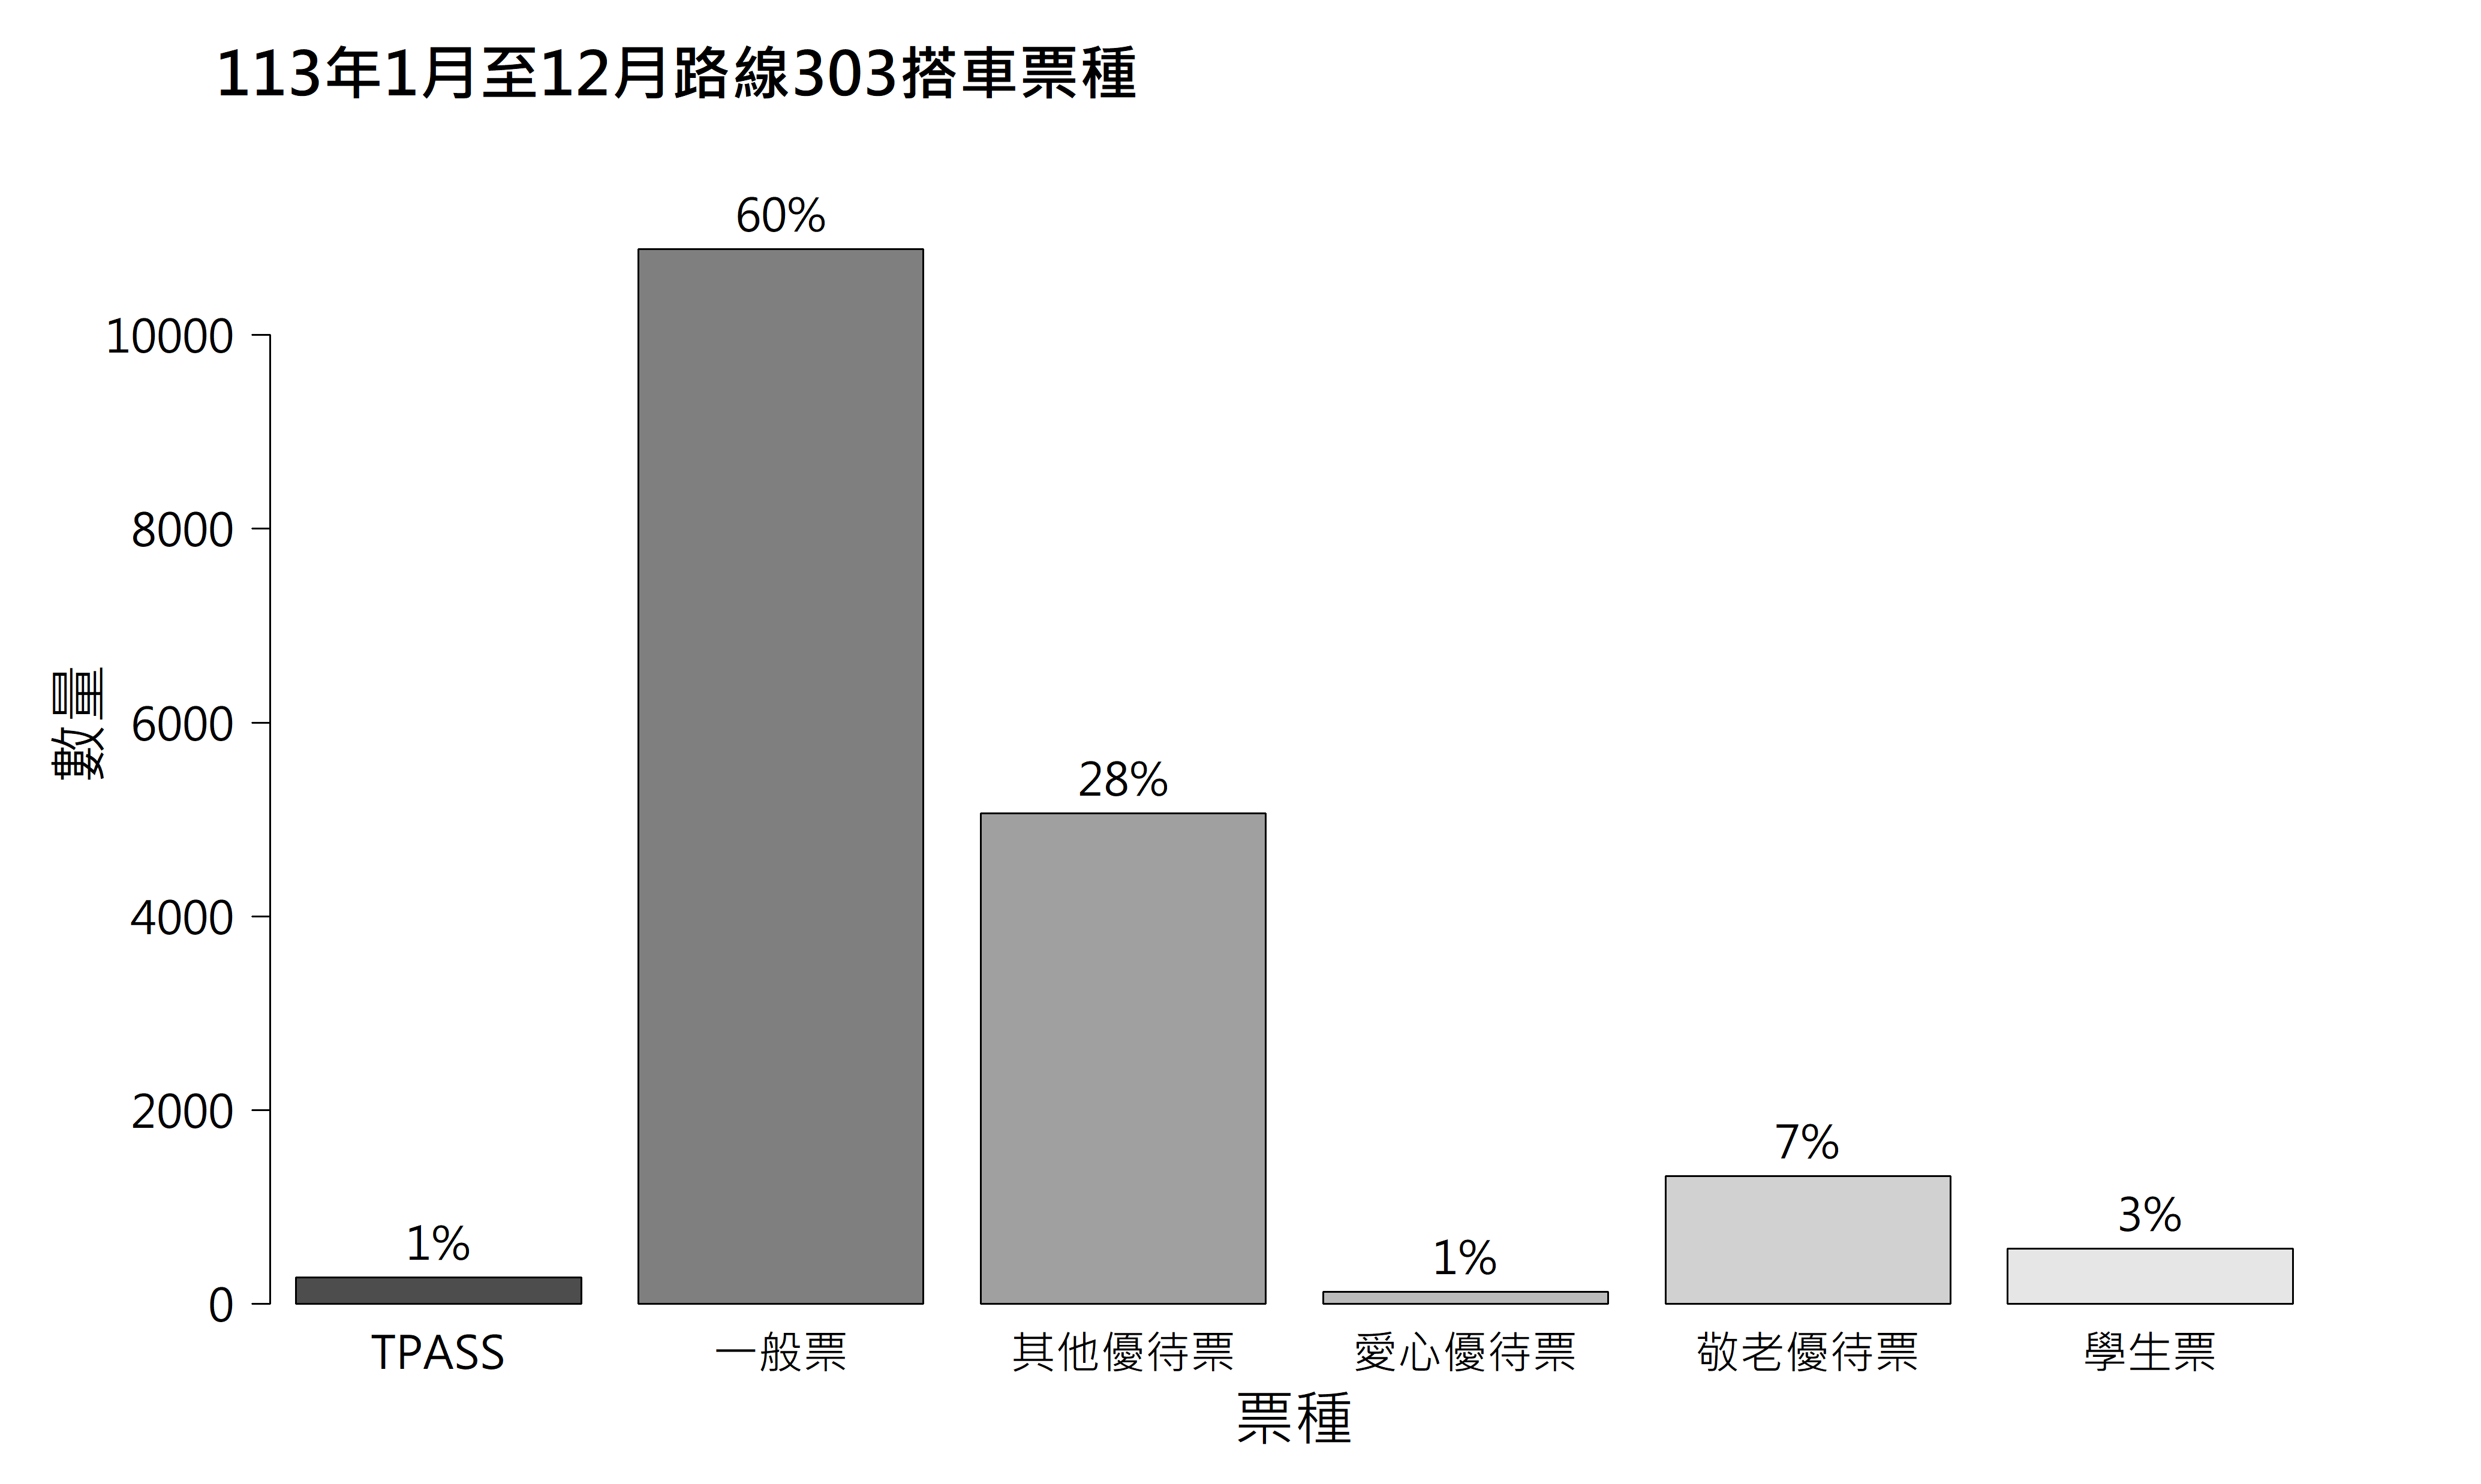 113年1月至12月路線303搭車票種
數量
10000
8000
6000
4000
2000
0
1%
60%
28%
1%
7%
3%
TPASS
一般票
其他優待票
愛心優待票
敬老優待票
學生票
票種